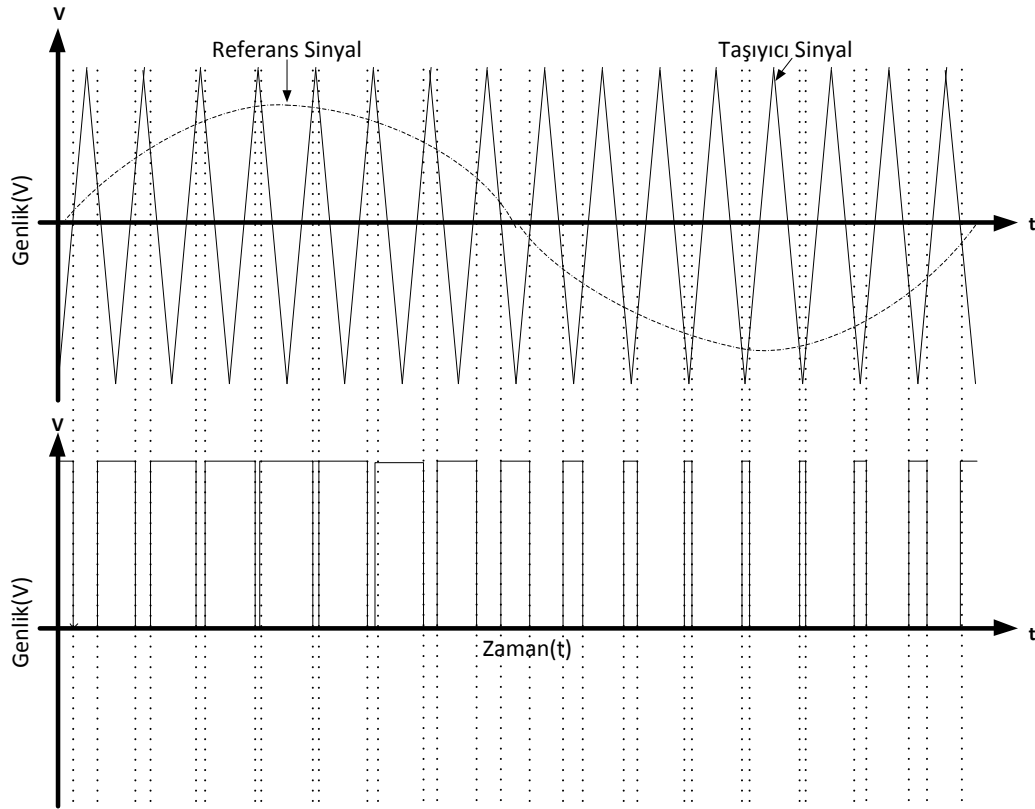 V
Referans Sinyal
Taşıyıcı Sinyal
Genlik(V)
t
V
Genlik(V)
Zaman(t)
t